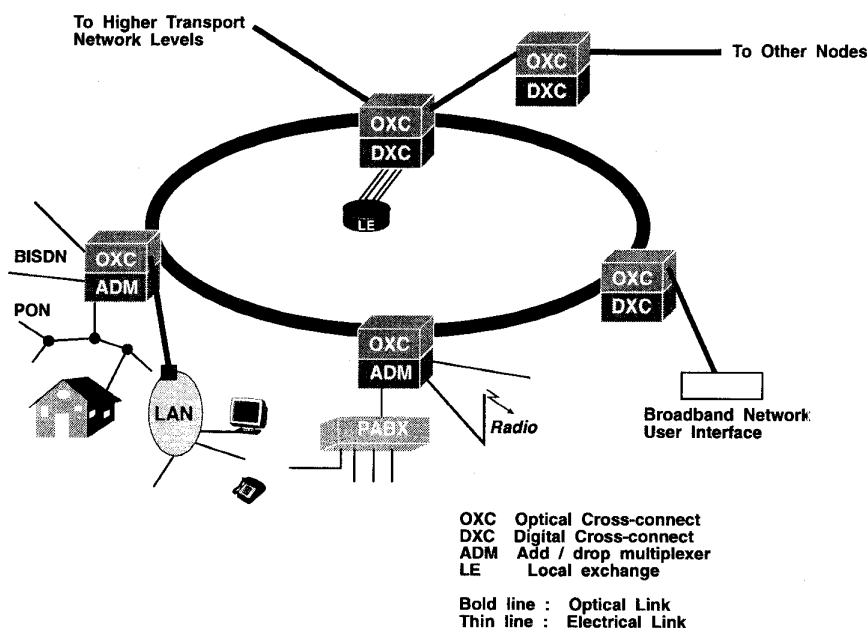 To Higher Transport
Network Levels
OXC
DXC
To Other Nodes
OXC
DXC
LE
BISDN
OXC
ADM
OXC
DXC
PON
OXC
ADM
LAN
PABX
Radio
Broadband Network
User Interface
OXC Optical Cross-connect
DXC Digital Cross-connect
ADM Add / drop multiplexer
LE Local exchange
Bold line : Optical Link
Thin line : Electrical Link